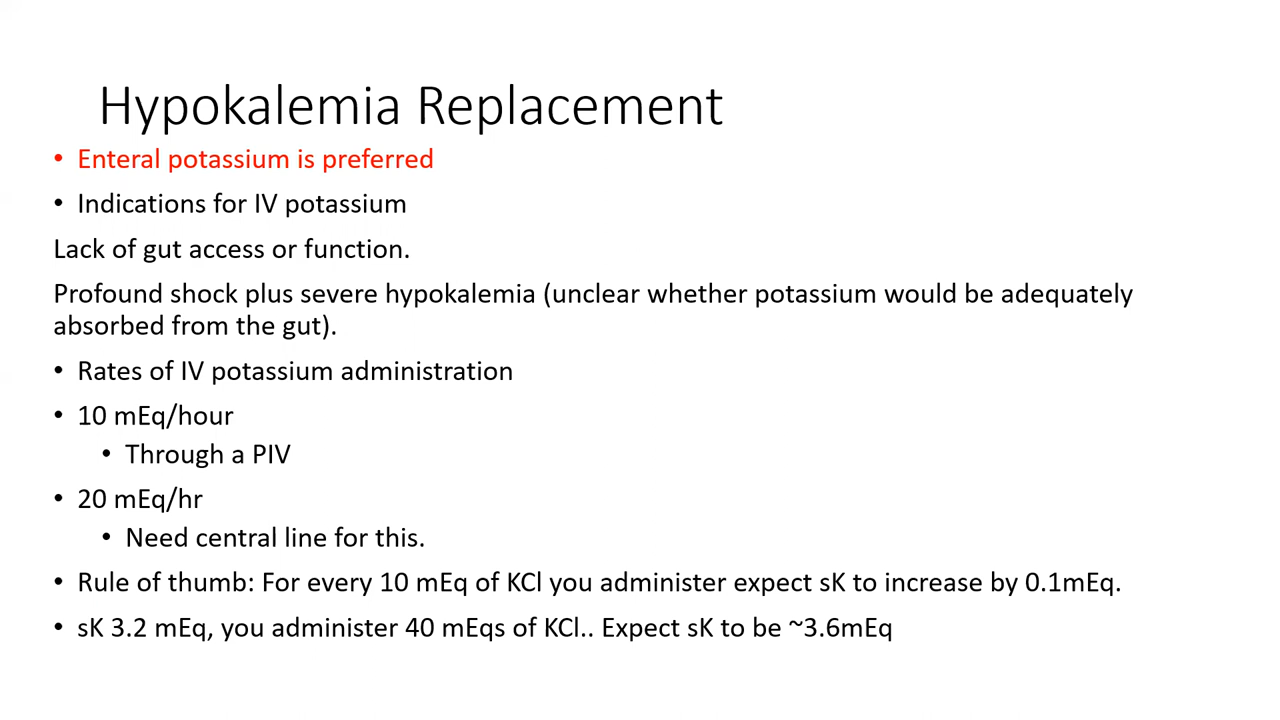 Hypokalemia Replacement
• Enteral potassium is preferred
• Indications for IV potassium
Lack of gut access or function.
Profound shock plus severe hypokalemia (unclear whether potassium would be adequately
absorbed from the gut).
• Rates of IV potassium administration
• 10 mEq/hour
• Through a PIV
• 20 mEq/hr
• Need central line for this.
• Rule of thumb: For every 10 mEq of KCl you administer expect sK to increase by 0.1mEq.
• sK 3.2 mEq, you administer 40 mEqs of KCl.. Expect sK to be ~3.6mEq